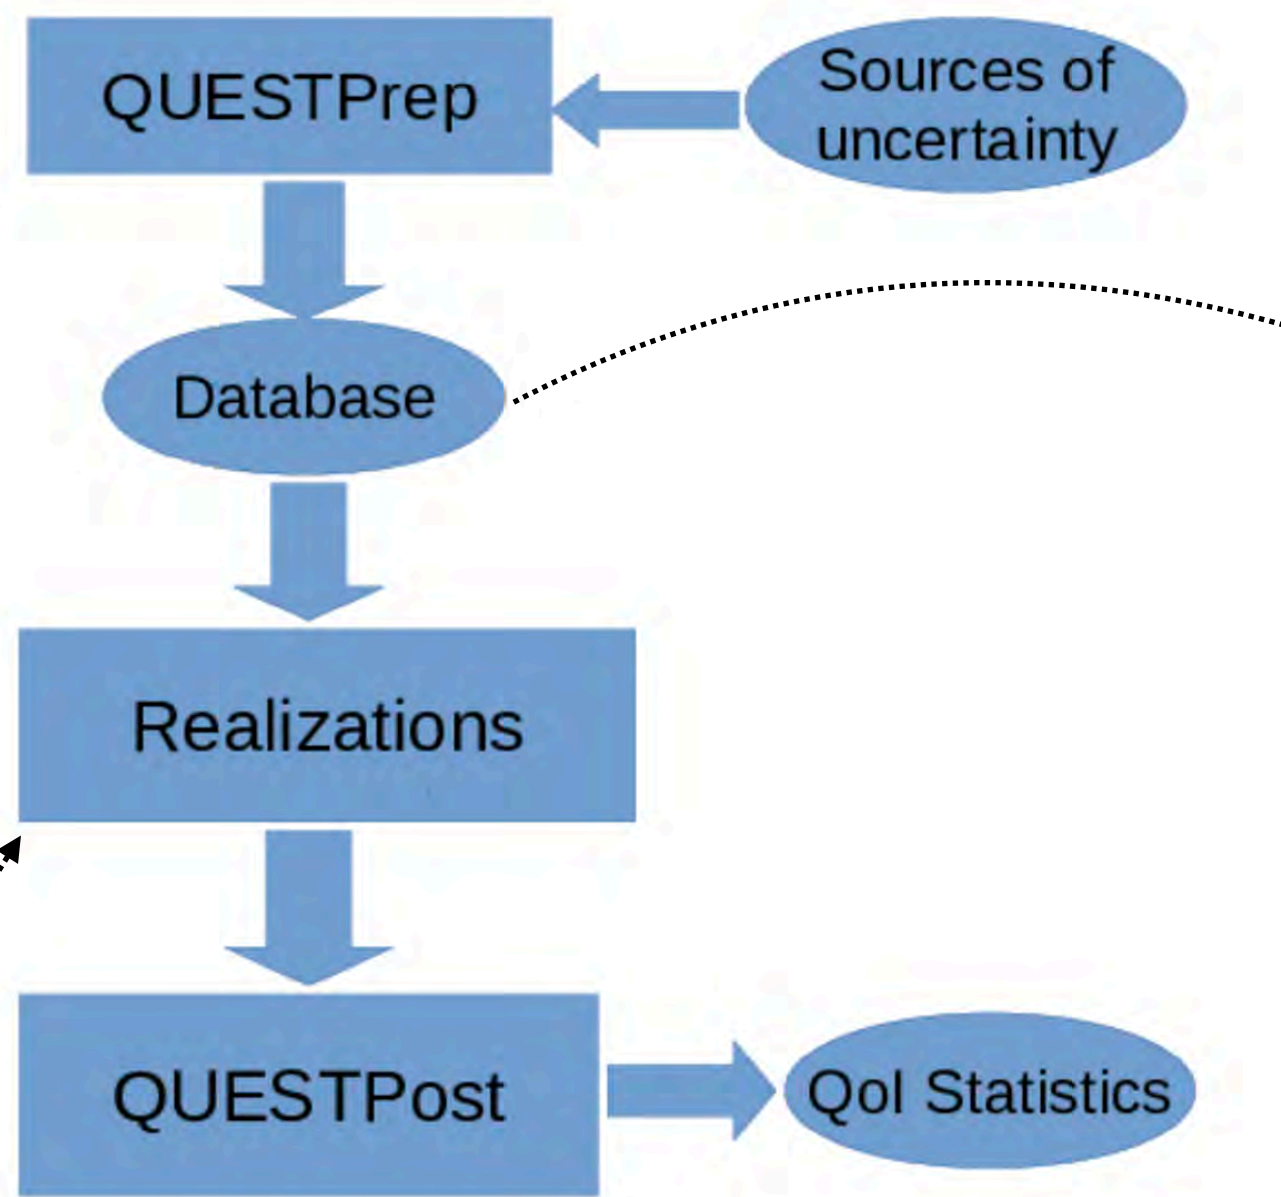 QUESTPrep
Sources of
uncertainty
Database
Realizations
QUESTPost
QoI Statistics